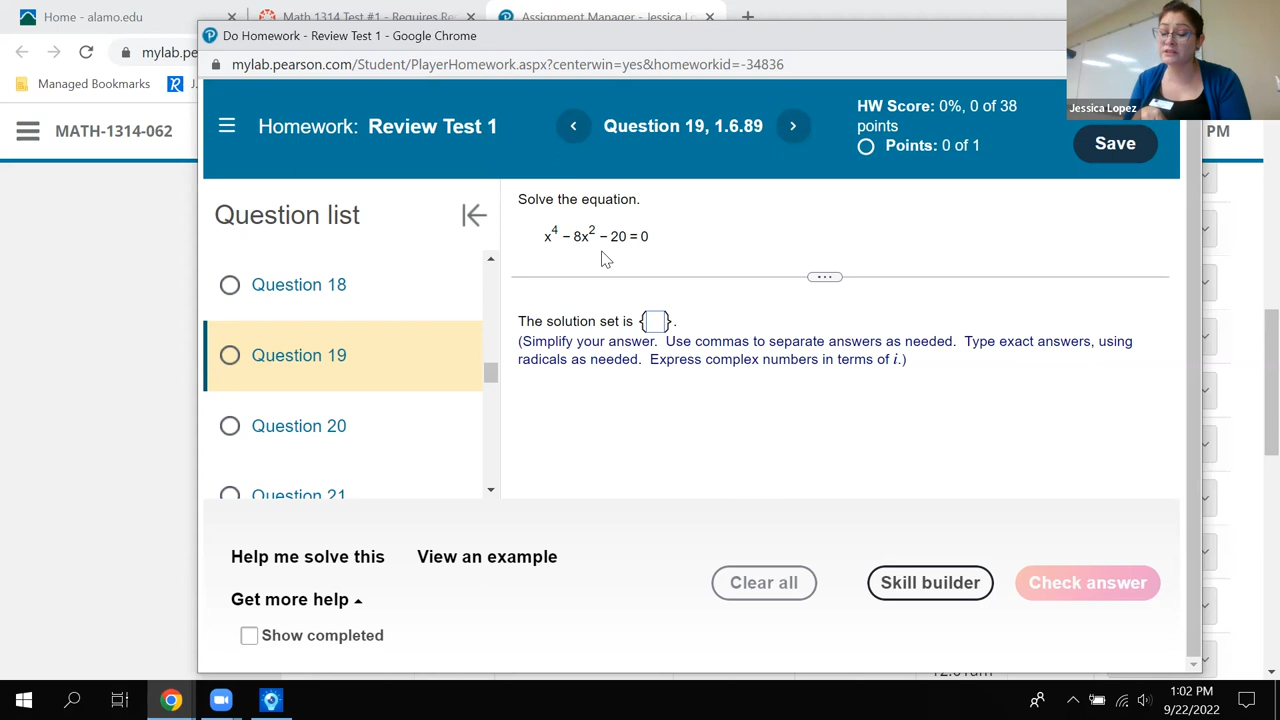 Home - alamo.edu
Math 1314 Test #1 - Requires Re
Assignment Manager - Jessica Lo
Do Homework - Review Test 1 - Google Chrome
mylab.pe
mylab.pearson.com/Student/PlayerHomework.aspx?centerwin=yes&homeworkid=-34836
Managed Bookmarks
J.
Jessica Lopez
MATH-1314-062
Homework: Review Test 1
Question 19, 1.6.89
HW Score: 0%, 0 of 38
points
Points: 0 of 1
Save
PM
Question list
Question 18
Question 19
Question 20
Question 21
Solve the equation.
x⁴ − 8x² − 20 = 0
The solution set is { }.
(Simplify your answer. Use commas to separate answers as needed. Type exact answers, using
radicals as needed. Express complex numbers in terms of i.)
Help me solve this
View an example
Get more help
Clear all
Skill builder
Check answer
Show completed
1:02 PM
9/22/2022